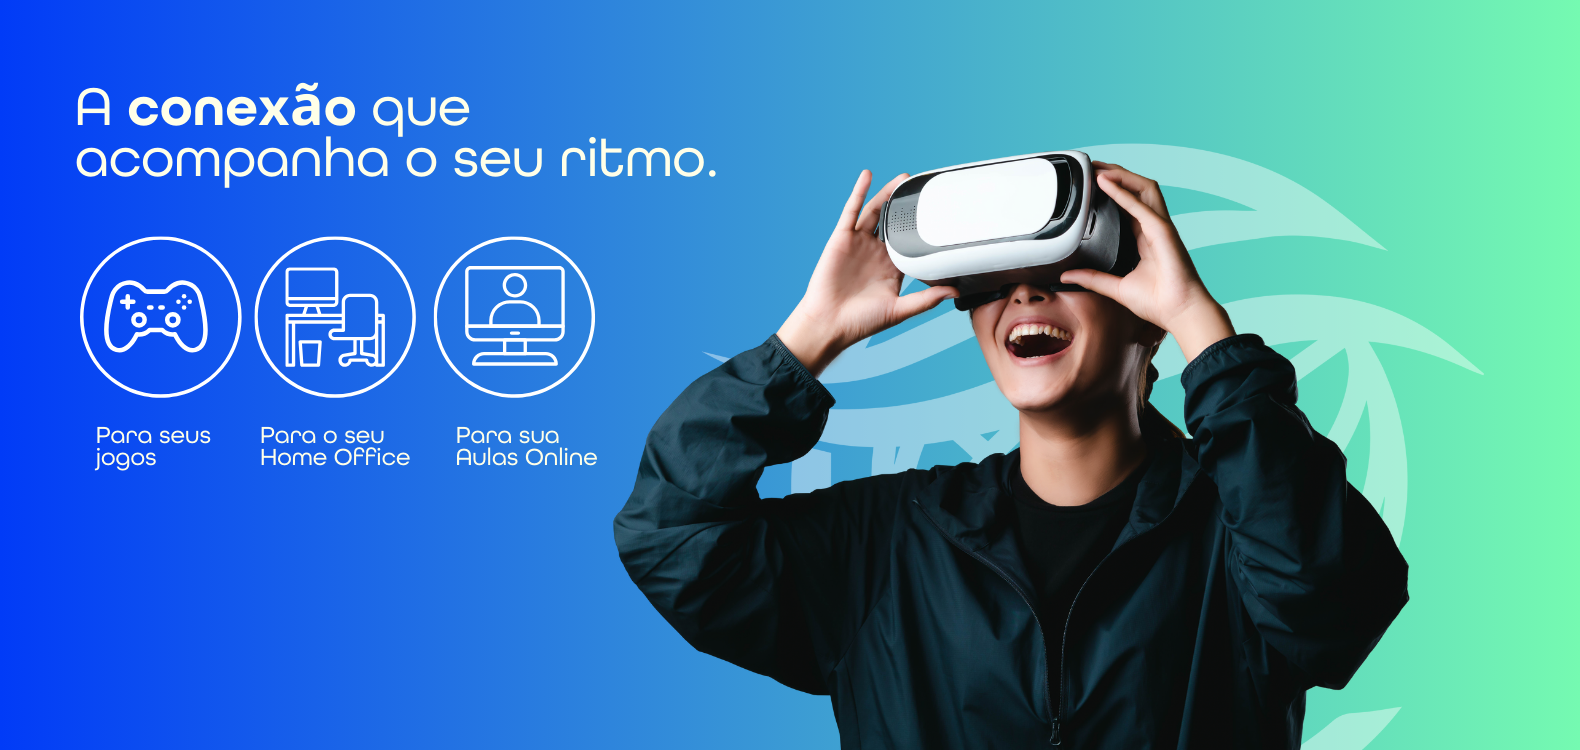 A conexão que
acompanha o seu ritmo.
Para seus
jogos
Para o seu
Home Office
Para sua
Aulas Online